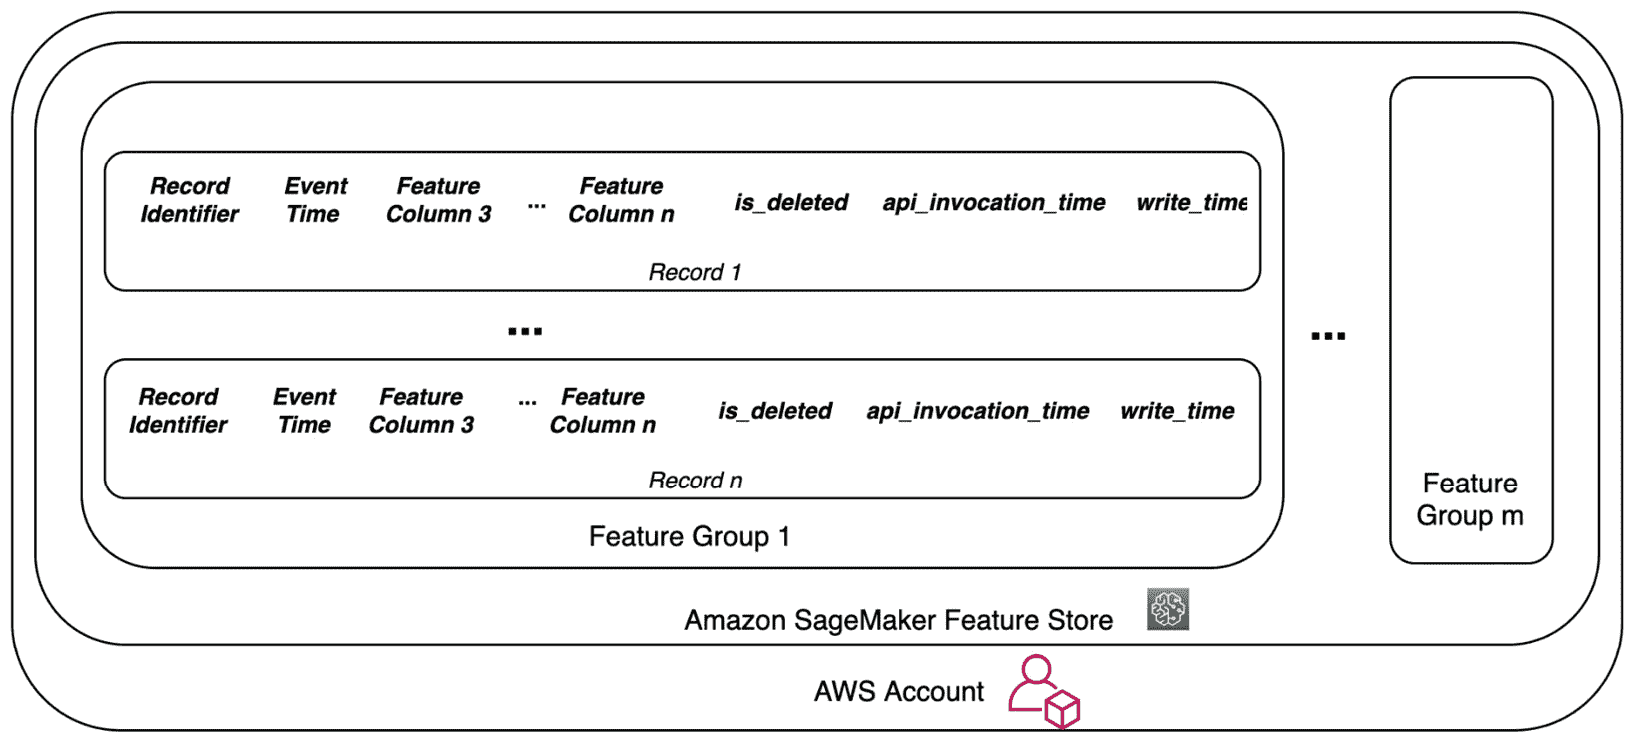 Record Identifier
Event Time
Feature Column 3
...
Feature Column n
is_deleted
api_invocation_time
write_time
Record 1
...
Record Identifier
Event Time
Feature Column 3
...
Feature Column n
is_deleted
api_invocation_time
write_time
Record n
Feature Group 1
...
Feature Group m
Amazon SageMaker Feature Store
AWS Account